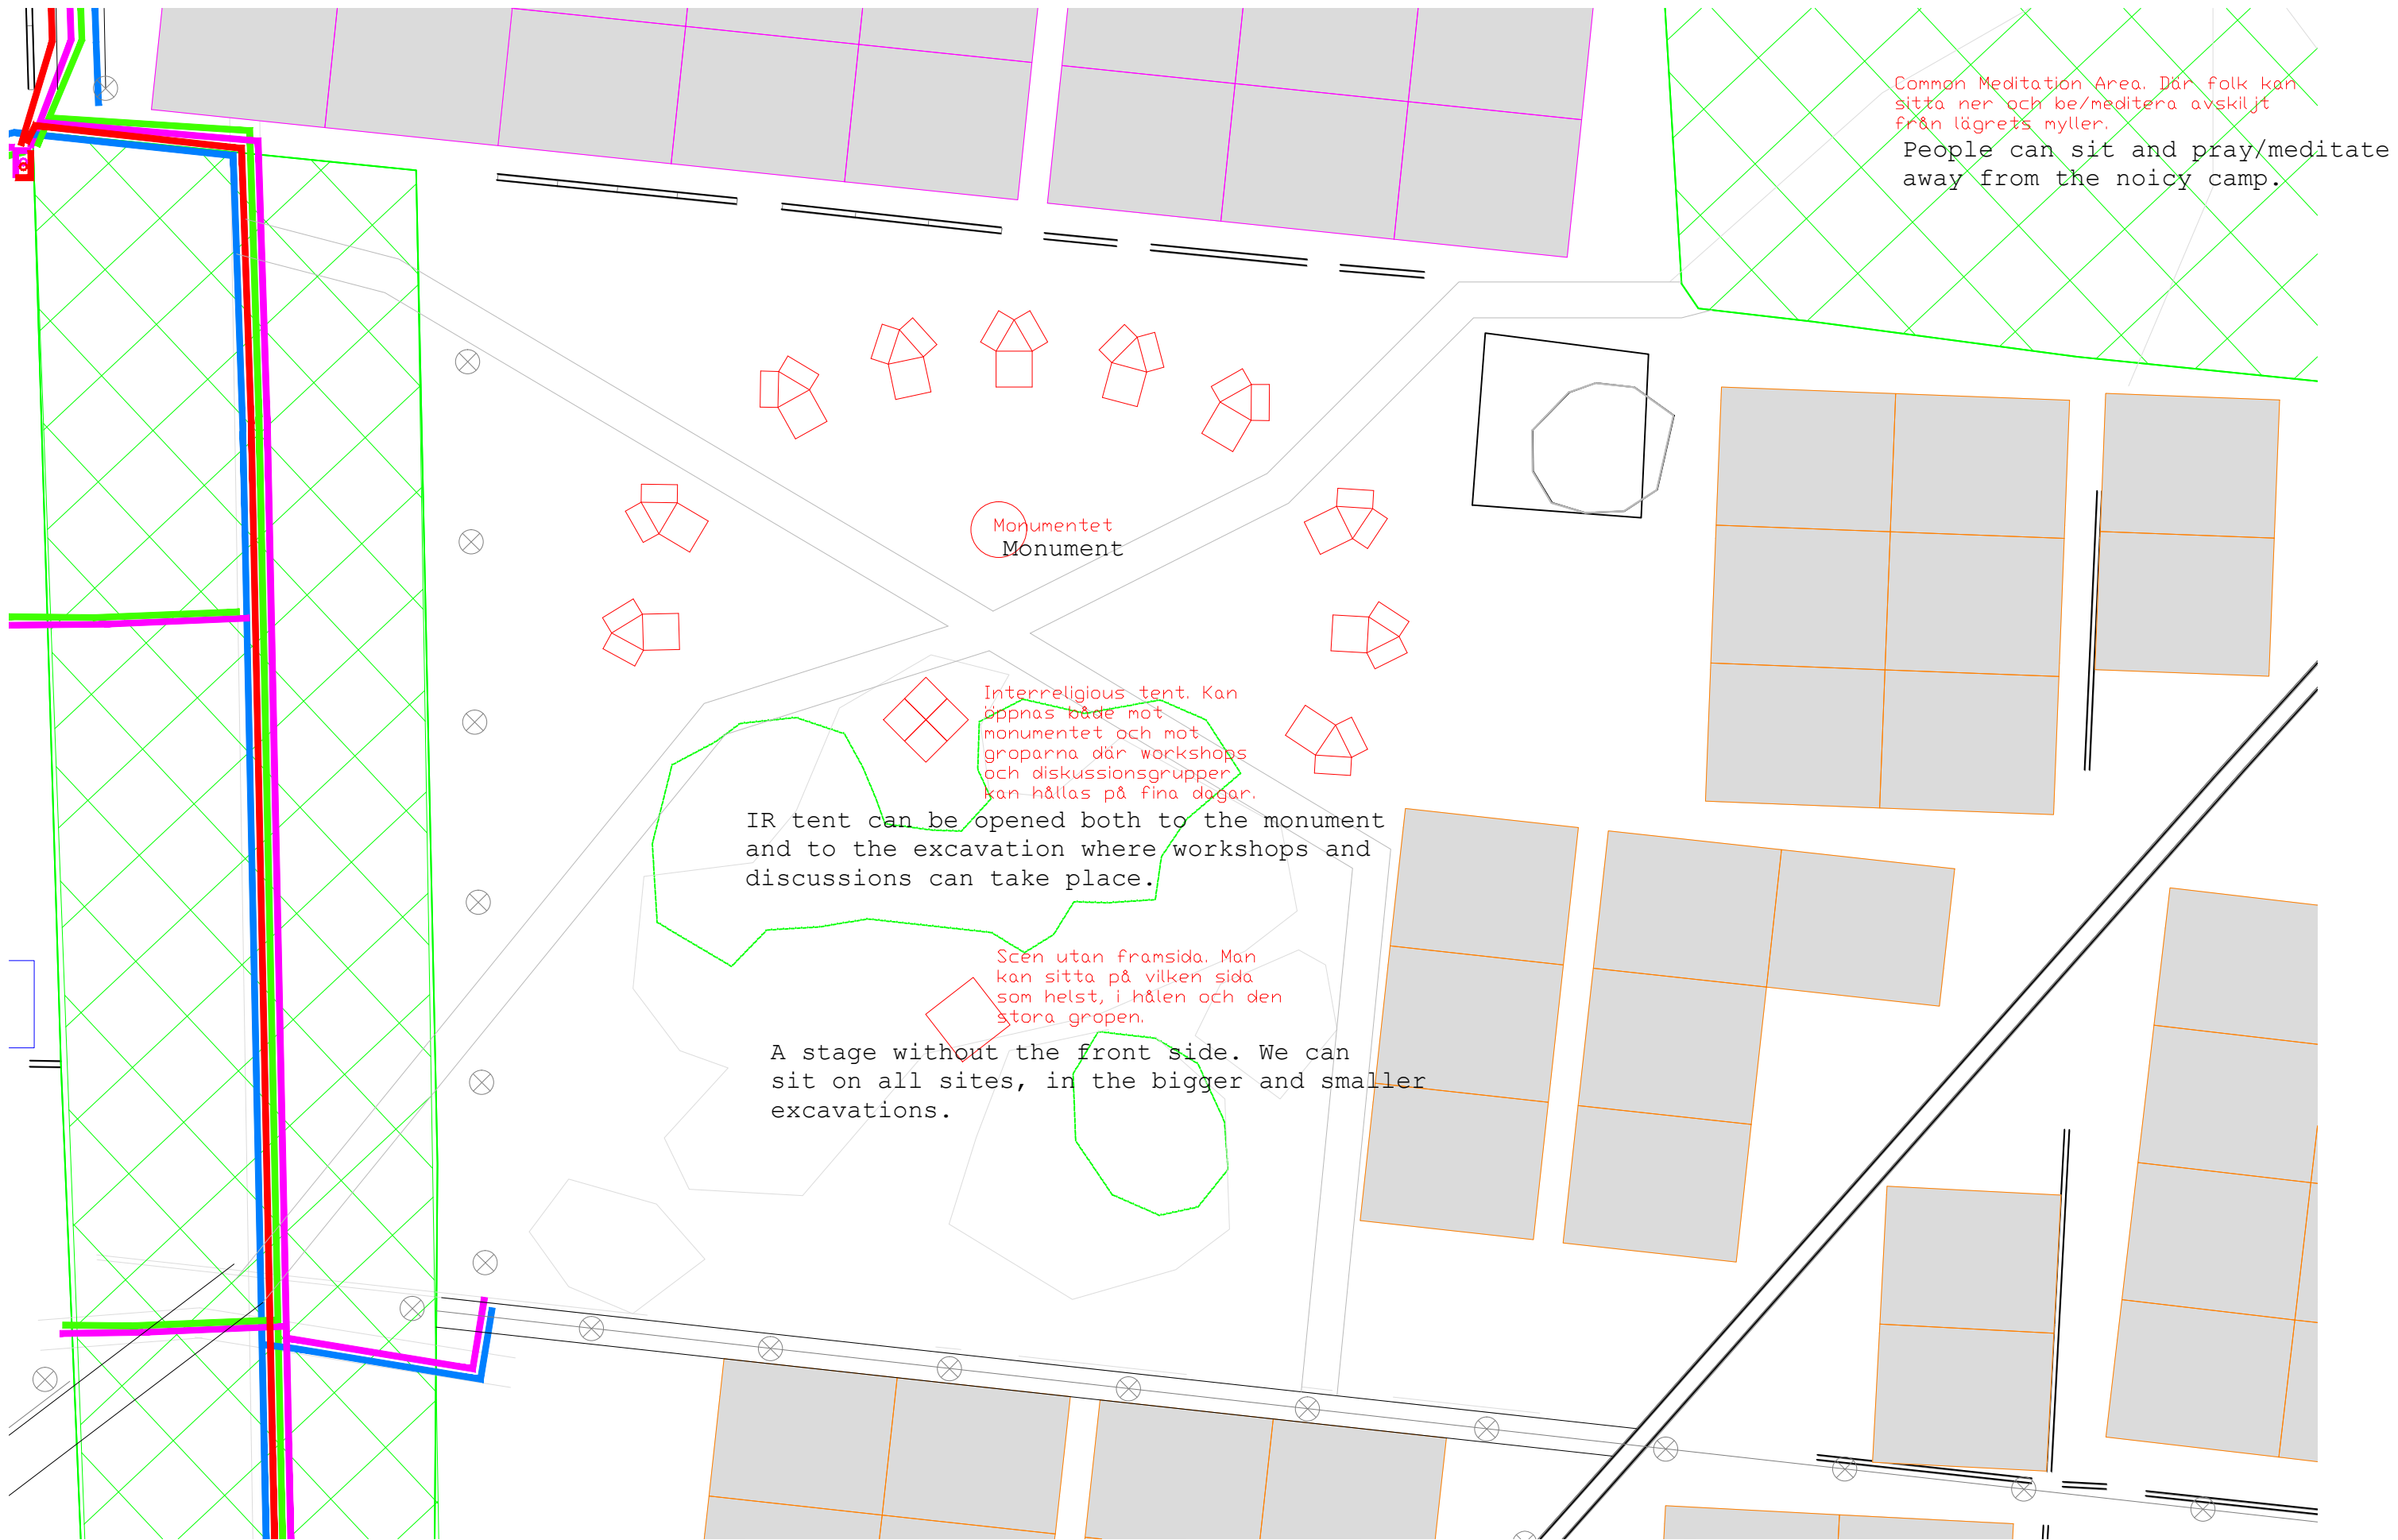 Common Meditation Area. Där folk kan
sitta ner och be/meditera avskiljt
från lägrets myller.
People can sit and pray/meditate
away from the noicy camp.
Monumentet
Monument
Interreligious tent. Kan
öppnas både mot
monumentet och mot
groparna där workshops
och diskussionsgrupper
kan hållas på fina dagar.
IR tent can be opened both to the monument
and to the excavation where workshops and
discussions can take place.
Scen utan framsida. Man
kan sitta på vilken sida
som helst, i hålen och den
stora gropen.
A stage without the front side. We can
sit on all sites, in the bigger and smaller
excavations.